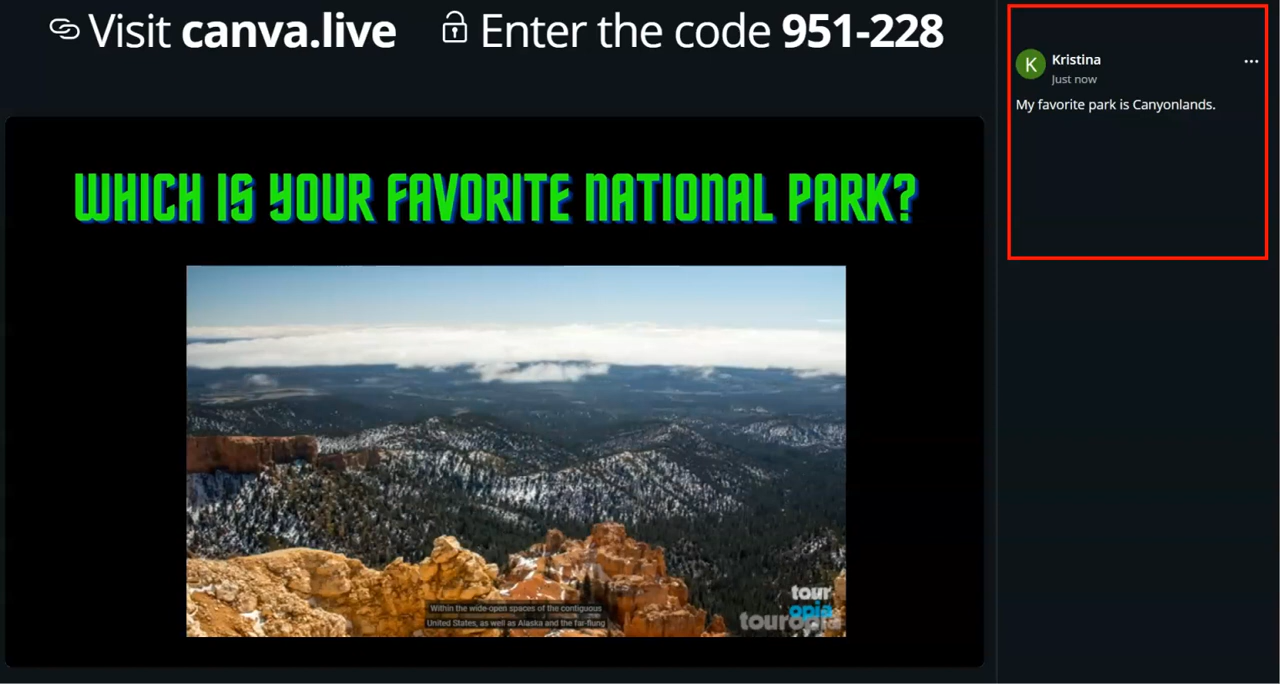 Visit canva.live Enter the code 951-228
WHICH IS YOUR FAVORITE NATIONAL PARK?
Within the wide-open spaces of the contiguous
United States, as well as Alaska and the far-flung
tour
opia
touropia
K Kristina
Just now
My favorite park is Canyonlands.